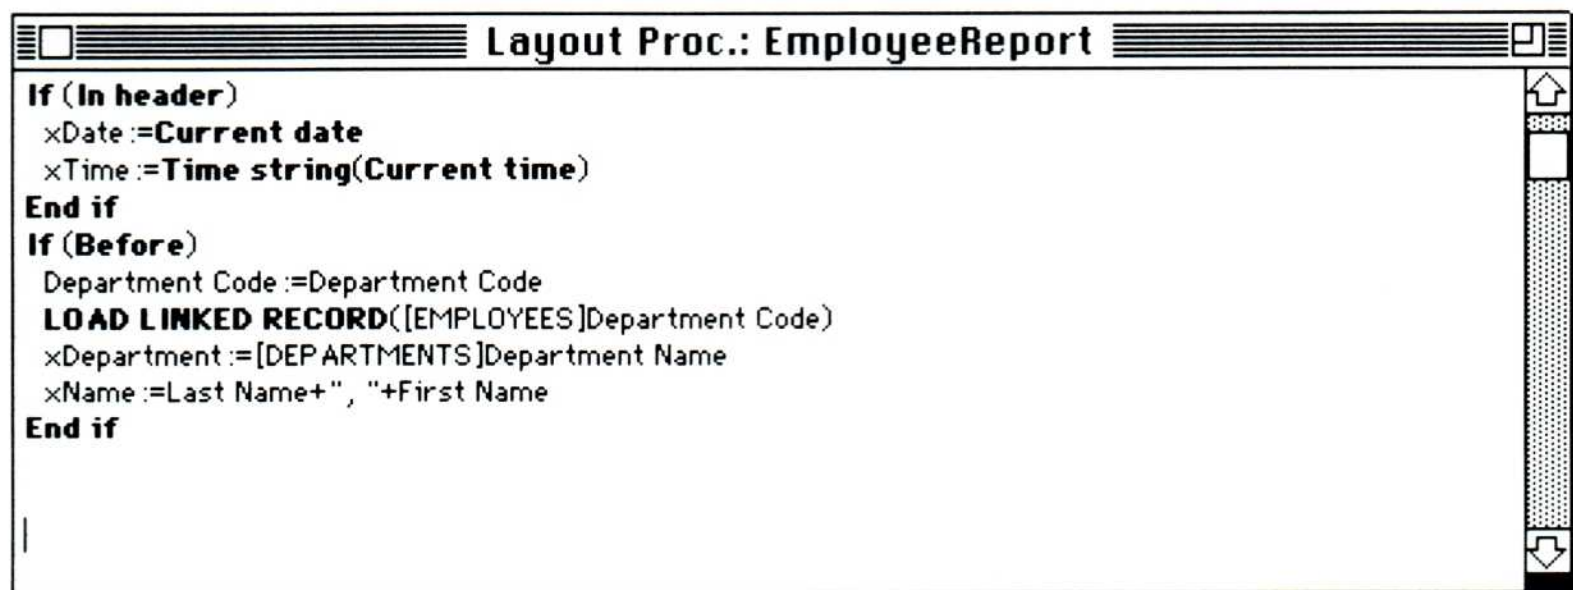 Layout Proc.: EmployeeReport
If (In header)
xDate:=Current date
xTime:=Time string(Current time)
End if
If (Before)
Department Code:=Department Code
LOAD LINKED RECORD([EMPLOYEES]Department Code)
xDepartment:=[DEPARTMENTS]Department Name
xName:=Last Name+", "+First Name
End if